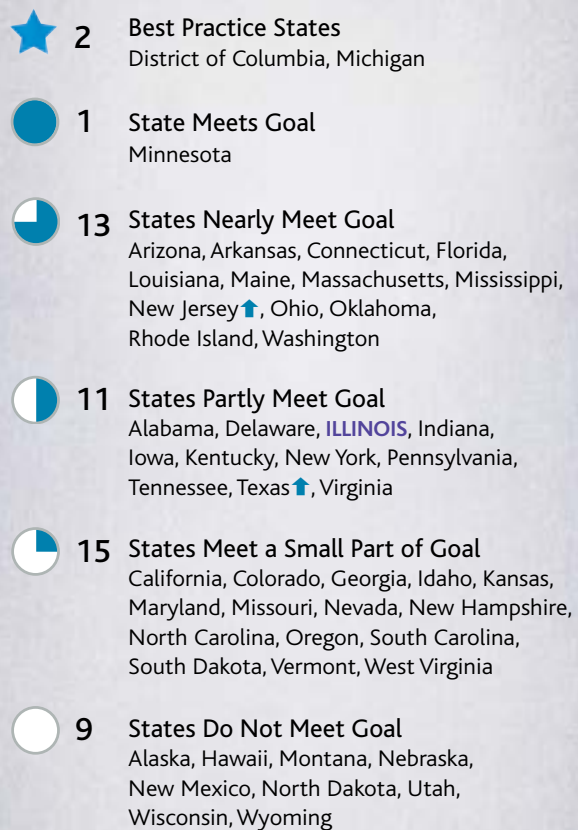 2 Best Practice States
District of Columbia, Michigan
1 State Meets Goal
Minnesota
13 States Nearly Meet Goal
Arizona, Arkansas, Connecticut, Florida,
Louisiana, Maine, Massachusetts, Mississippi,
New Jersey⬆, Ohio, Oklahoma,
Rhode Island, Washington
11 States Partly Meet Goal
Alabama, Delaware, ILLINOIS, Indiana,
Iowa, Kentucky, New York, Pennsylvania,
Tennessee, Texas⬆, Virginia
15 States Meet a Small Part of Goal
California, Colorado, Georgia, Idaho, Kansas,
Maryland, Missouri, Nevada, New Hampshire,
North Carolina, Oregon, South Carolina,
South Dakota, Vermont, West Virginia
9 States Do Not Meet Goal
Alaska, Hawaii, Montana, Nebraska,
New Mexico, North Dakota, Utah,
Wisconsin, Wyoming